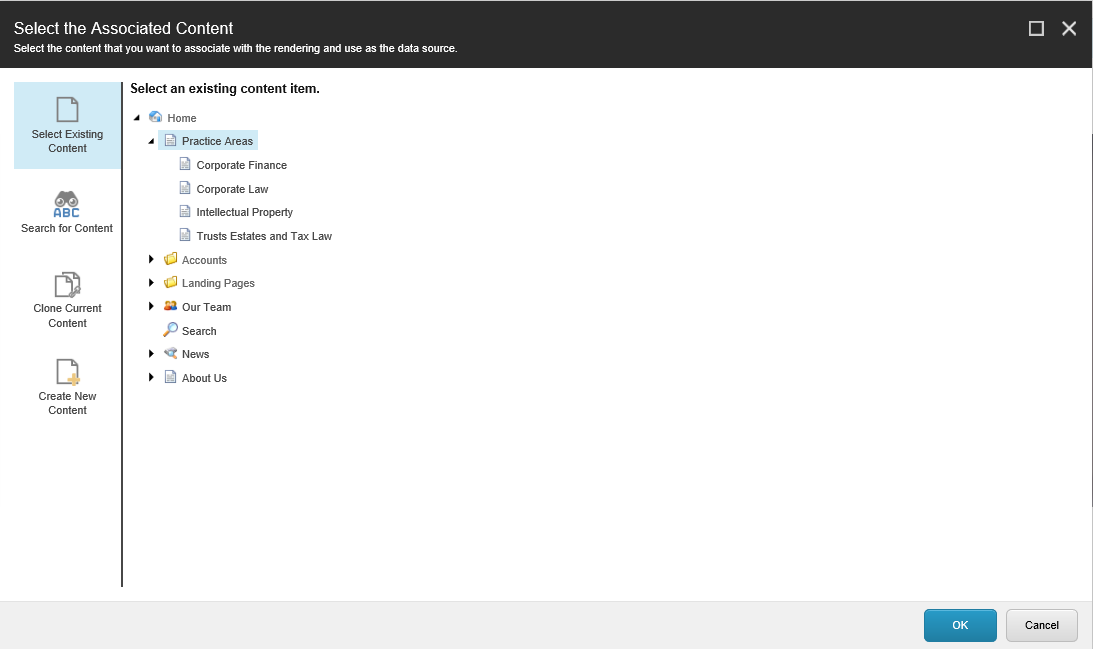 Select the Associated Content
Select the content that you want to associate with the rendering and use as the data source.
Select Existing
Content
ABC
Search for Content
Clone Current
Content
Create New
Content
Select an existing content item.
Home
Practice Areas
Corporate Finance
Corporate Law
Intellectual Property
Trusts Estates and Tax Law
Accounts
Landing Pages
Our Team
Search
News
About Us
OK
Cancel